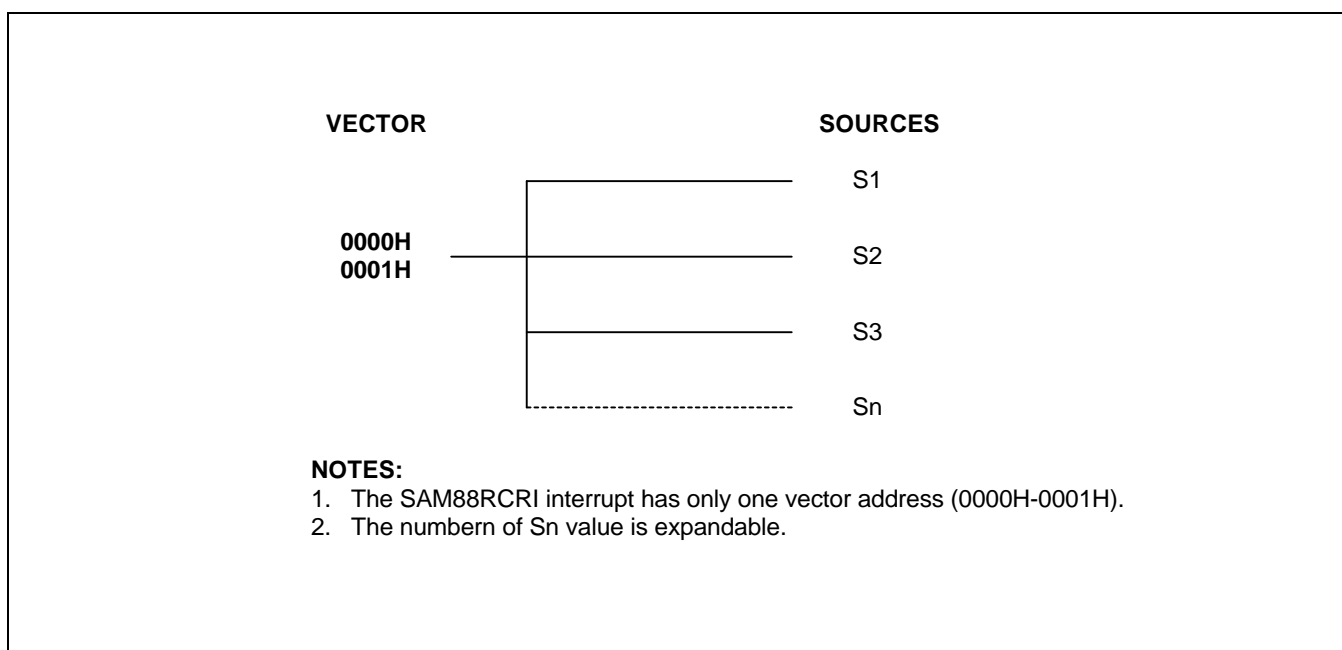 VECTOR
SOURCES
S1
0000H
0001H
S2
S3
Sn
NOTES:
1. The SAM88RCRI interrupt has only one vector address (0000H-0001H).
2. The numbern of Sn value is expandable.